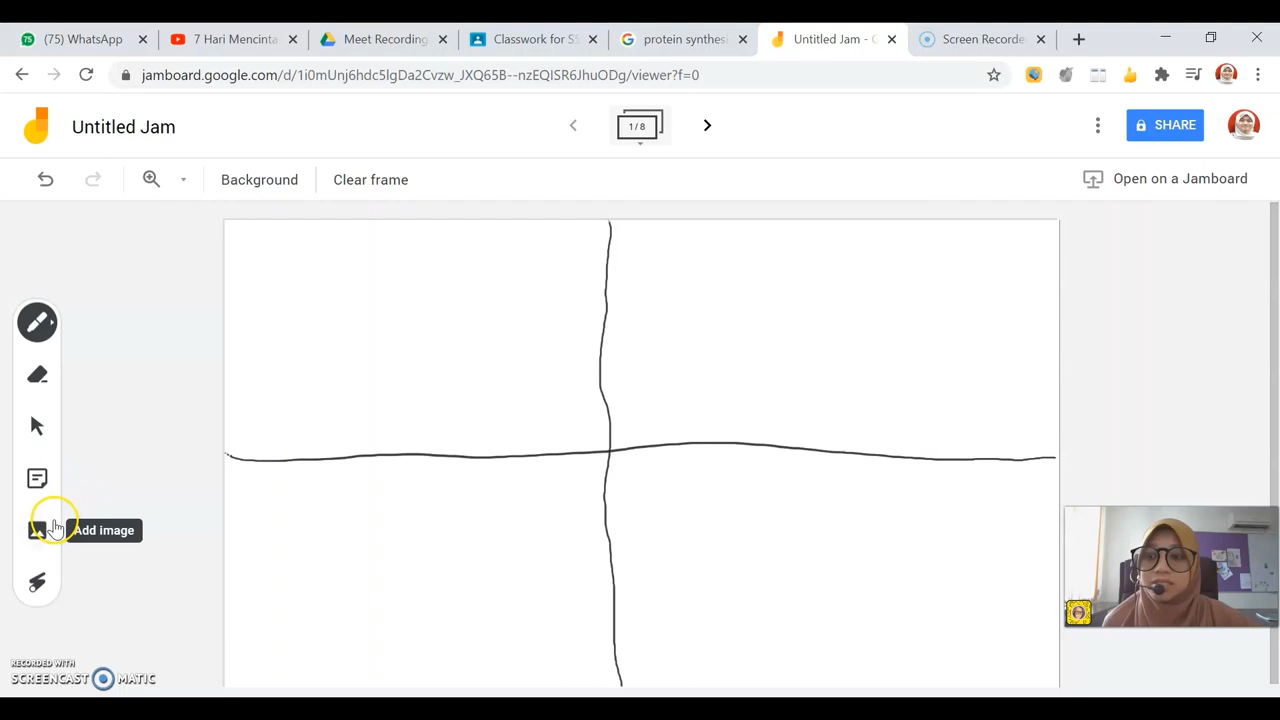 (75) WhatsApp
7 Hari Mencinta
Meet Recording
Classwork for S5
protein synthes
Untitled Jam - G
Screen Recorde
jamboard.google.com/d/1i0mUnj6hdc5lgDa2Cvzw_JXQ65B--nzEQISR6JhuODg/viewer?f=0
Untitled Jam
1/8
SHARE
Background
Clear frame
Open on a Jamboard
Add image
RECORDED WITH
SCREENCAST MATIC